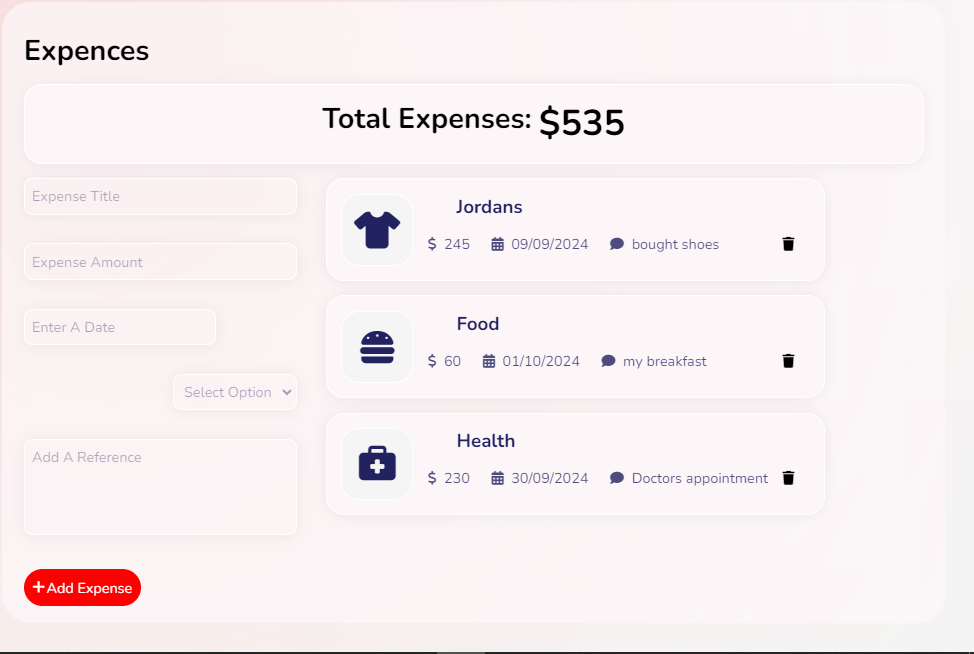 Expences
Total Expenses: $535
Expense Title
Expense Amount
Enter A Date
Select Option
Add A Reference
Add Expense
Jordans
$ 245 09/09/2024 bought shoes
Food
$ 60 01/10/2024 my breakfast
Health
$ 230 30/09/2024 Doctors appointment